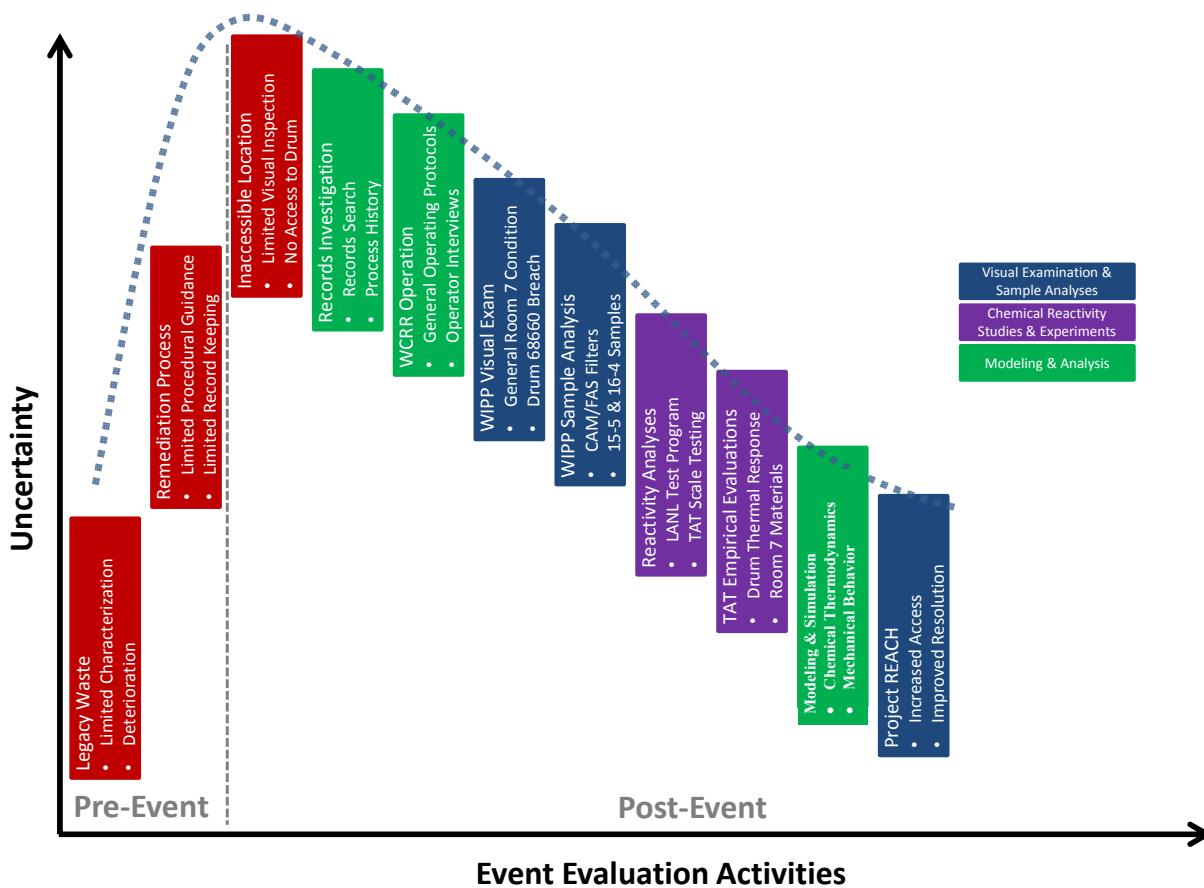 Uncertainty
Legacy Waste
• Limited Characterization
• Deterioration
Remediation Process
• Limited Procedural Guidance
• Limited Record Keeping
Inaccessible Location
• Limited Visual Inspection
• No Access to Drum
Records Investigation
• Records Search
• Process History
WCRR Operation
• General Operating Protocols
• Operator Interviews
WIPP Visual Exam
• General Room 7 Condition
• Drum 68660 Breach
WIPP Sample Analysis
• CAM/FAS Filters
• 15-5 & 16-4 Samples
Reactivity Analyses
• LANL Test Program
• TAT Scale Testing
TAT Empirical Evaluations
• Drum Thermal Response
• Room 7 Materials
Modeling & Simulation
• Chemical Thermodynamics
• Mechanical Behavior
Project REACH
• Increased Access
• Improved Resolution
Visual Examination &
Sample Analyses
Chemical Reactivity
Studies & Experiments
Modeling & Analysis
Pre-Event
Post-Event
Event Evaluation Activities